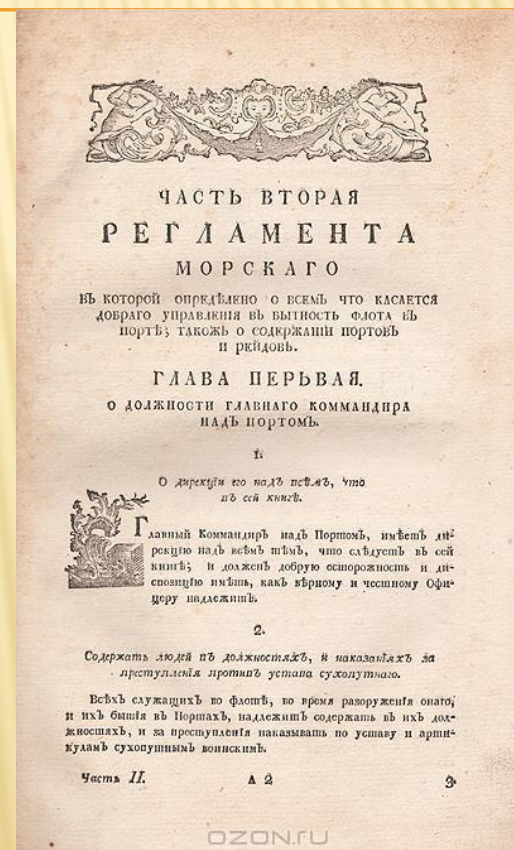 ЧАСТЬ ВТОРАЯ
РЕГЛАМЕНТА
МОРСКАГО
ВЪ КОТОРОЙ ОПРЕДѢЛЕНО О ВСЕМЪ ЧТО КАСАЕТСЯ
ДОБРАГО УПРАВЛЕНІЯ ВЪ БЫТНОСТЬ ФЛОТА ВЪ
ПОРТѢ; ТАКОЖЪ О СОДЕРЖАНІИ ПОРТОВЪ
И РЕЙДОВЪ.
ГЛАВА ПЕРЬВАЯ.
О ДОЛЖНОСТИ ГЛАВНАГО КОММАНДИРА
НАДЪ ПОРТОМЪ.
1.
О дирекціи его надъ всѣмъ, что
въ сей книгѣ.
Главный Коммандиръ надъ Портомъ, имѣетъ ди-
рекцію надъ всѣмъ тѣмъ, что слѣдуетъ въ сей
книгѣ; и долженъ добрую осторожность и ди-
спозицію имѣть, какъ вѣрному и честному Офи-
церу надлежитъ.
2.
Содержать людей въ должностяхъ, и наказаніяхъ за
преступленія противъ устава сухопутнаго.
Всѣхъ служащихъ во флотѣ, во время разоруженія онаго,
и ихъ бытія въ Портахъ, надлежитъ содержать въ ихъ дол-
жностяхъ, и за преступленія наказывать по уставу и арти-
куламъ сухопутнымъ воинскимъ.
Часть II. А 2 3.
OZON.RU